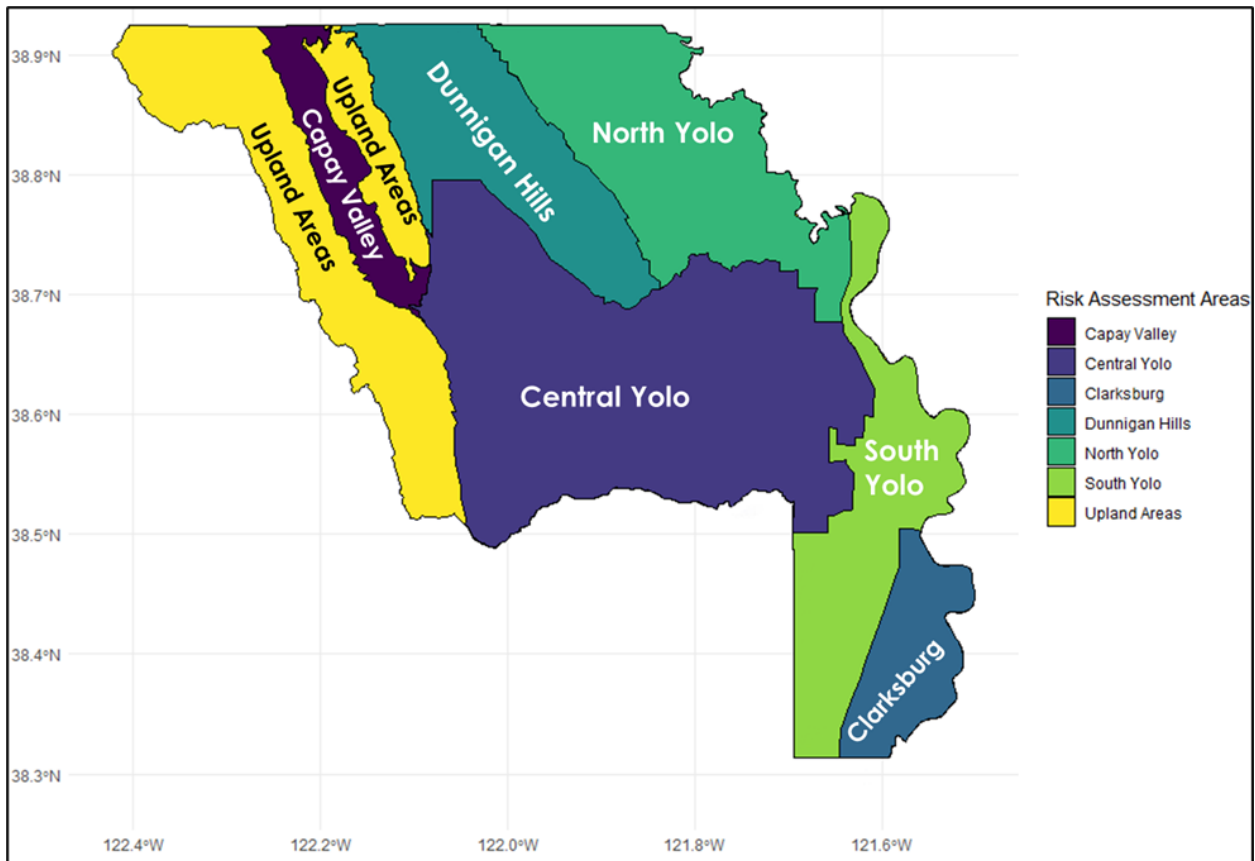 38.9°N
38.8°N
38.7°N
38.6°N
38.5°N
38.4°N
38.3°N
122.4°W
122.2°W
122.0°W
121.8°W
121.6°W
Upland Areas
Capay Valley
Upland Areas
Dunnigan Hills
North Yolo
Central Yolo
South
Yolo
Clarksburg
Risk Assessment Areas
Capay Valley
Central Yolo
Clarksburg
Dunnigan Hills
North Yolo
South Yolo
Upland Areas